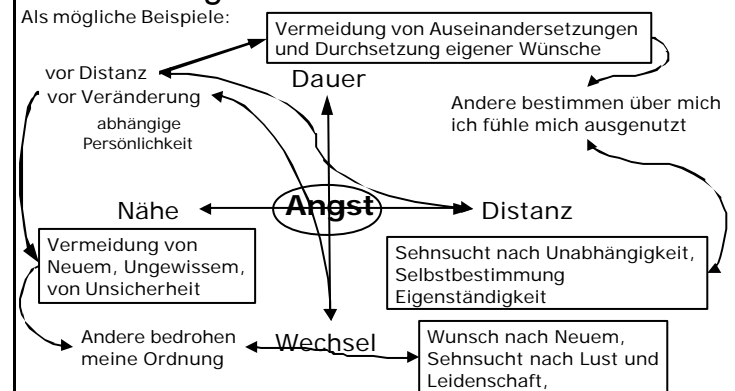 Als mögliche Beispiele:
Vermeidung von Auseinandersetzungen
und Durchsetzung eigener Wünsche
vor Distanz
vor Veränderung
abhängige
Persönlichkeit
Dauer
Andere bestimmen über mich
ich fühle mich ausgenutzt
Nähe
Angst
Distanz
Vermeidung von
Neuem, Ungewissem,
von Unsicherheit
Sehnsucht nach Unabhängigkeit,
Selbstbestimmung
Eigenständigkeit
Andere bedrohen
meine Ordnung
Wechsel
Wunsch nach Neuem,
Sehnsucht nach Lust und
Leidenschaft,